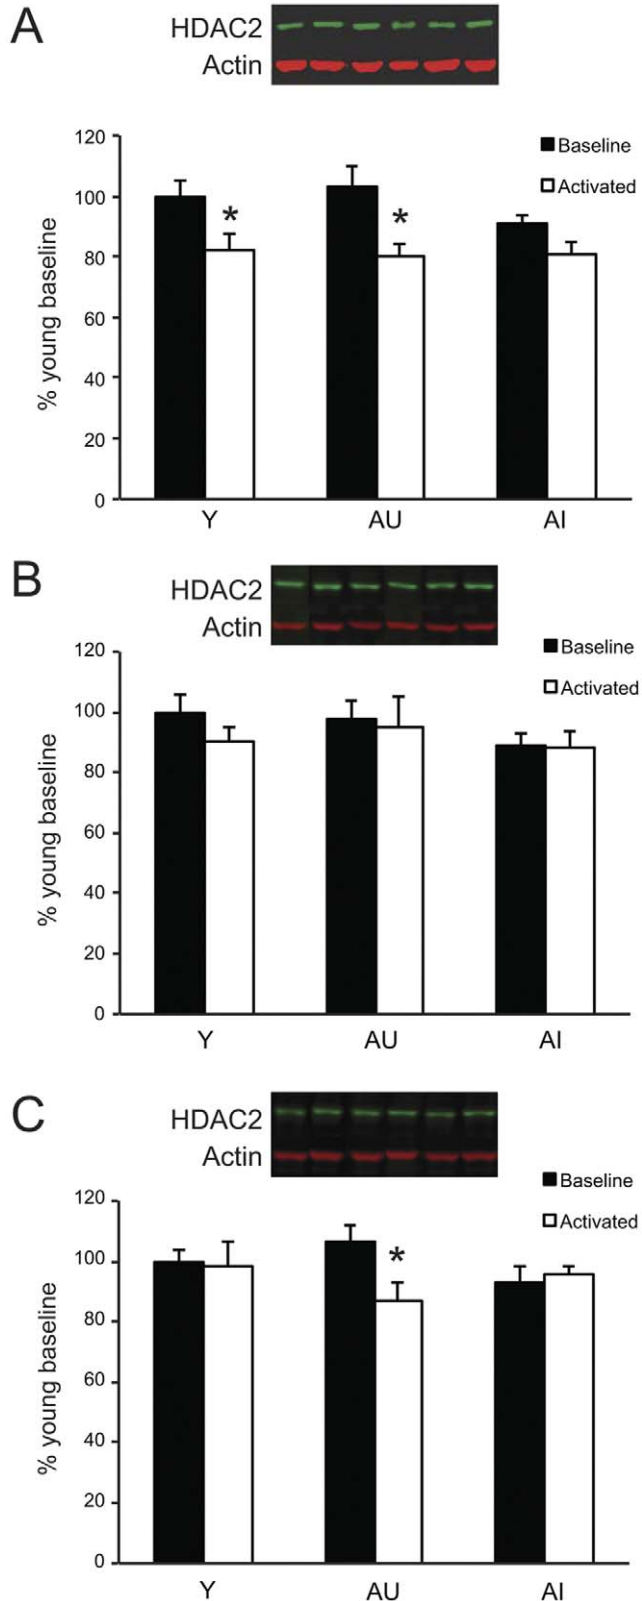 A
HDAC2
Actin
120
100
80
60
40
20
0
% young baseline
Baseline
Activated
*
*
Y AU AI
B
HDAC2
Actin
120
100
80
60
40
20
0
% young baseline
Baseline
Activated
Y AU AI
C
HDAC2
Actin
120
100
80
60
40
20
0
% young baseline
Baseline
Activated
*
Y AU AI